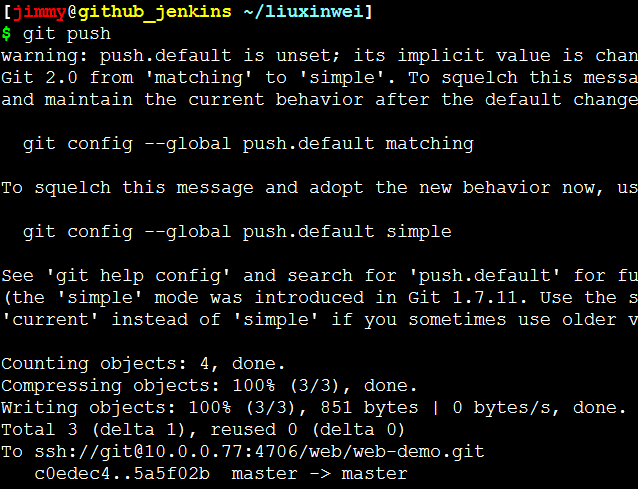 [jimmy@github_jenkins ~/liuxinwei]
$ git push
warning: push.default is unset; its implicit value is chan
Git 2.0 from 'matching' to 'simple'. To squelch this messa
and maintain the current behavior after the default change
git config --global push.default matching
To squelch this message and adopt the new behavior now, us
git config --global push.default simple
See 'git help config' and search for 'push.default' for fu
(the 'simple' mode was introduced in Git 1.7.11. Use the s
'current' instead of 'simple' if you sometimes use older v
Counting objects: 4, done.
Compressing objects: 100% (3/3), done.
Writing objects: 100% (3/3), 851 bytes | 0 bytes/s, done.
Total 3 (delta 1), reused 0 (delta 0)
To ssh://git@10.0.0.77:4706/web/web-demo.git
c0edec4..5a5f02b  master -> master